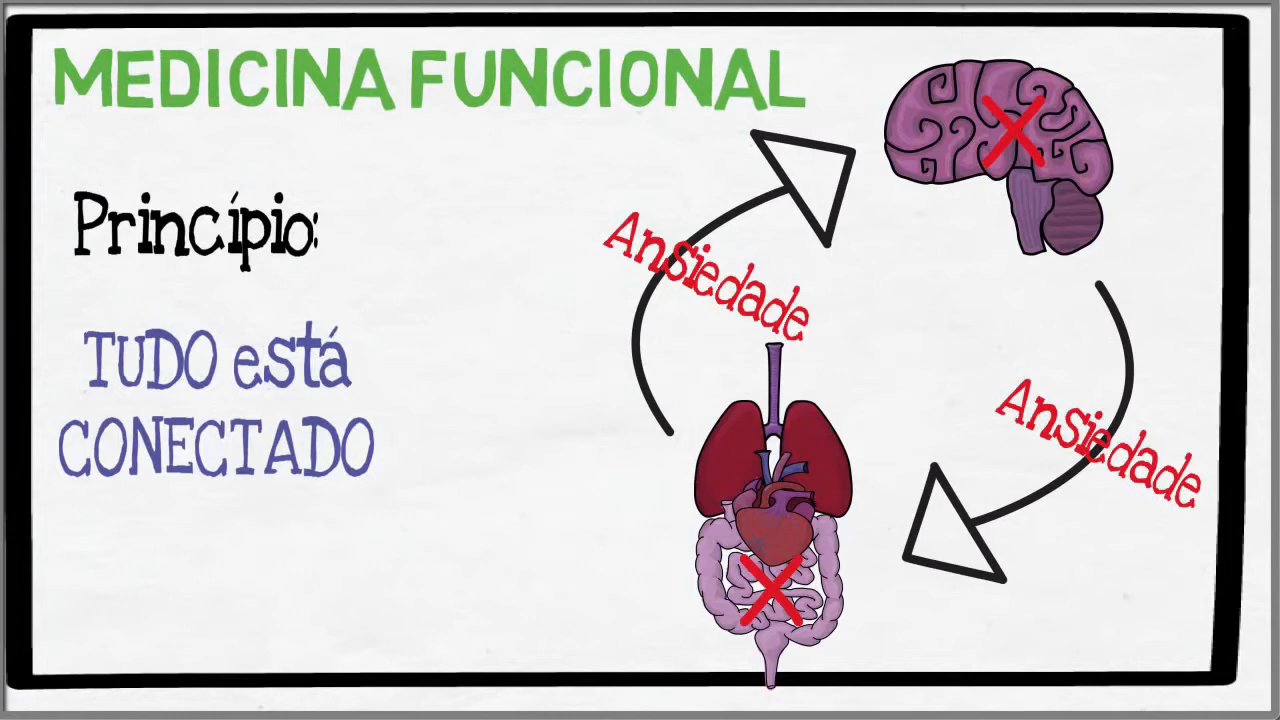 MEDICINA FUNCIONAL
Princípio:
TUDO está
CONECTADO
Ansiedade
Ansiedade